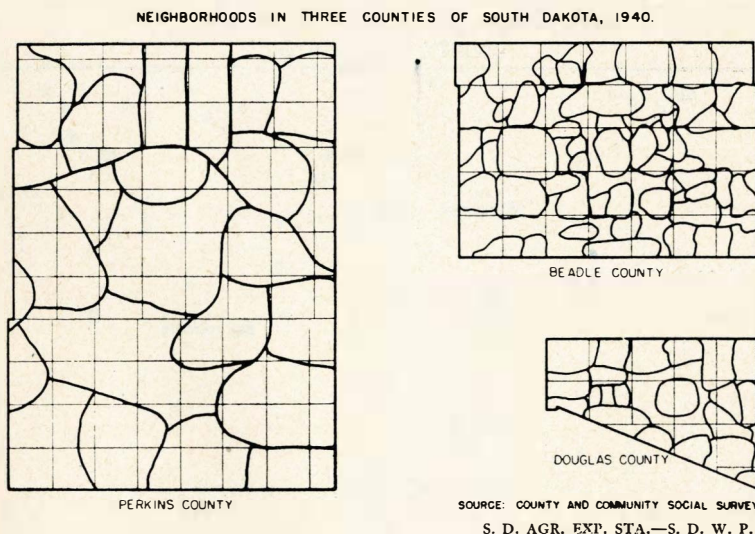 NEIGHBORHOODS IN THREE COUNTIES OF SOUTH DAKOTA, 1940.
BEADLE COUNTY
DOUGLAS COUNTY
PERKINS COUNTY
SOURCE: COUNTY AND COMMUNITY SOCIAL SURVEY
S. D. AGR. EXP. STA.—S. D. W. P.